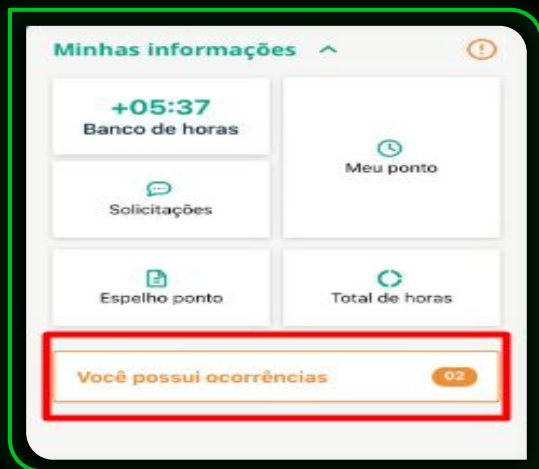 Minhas informações
+05:37
Banco de horas
Meu ponto
Solicitações
Espelho ponto
Total de horas
Você possui ocorrências 02